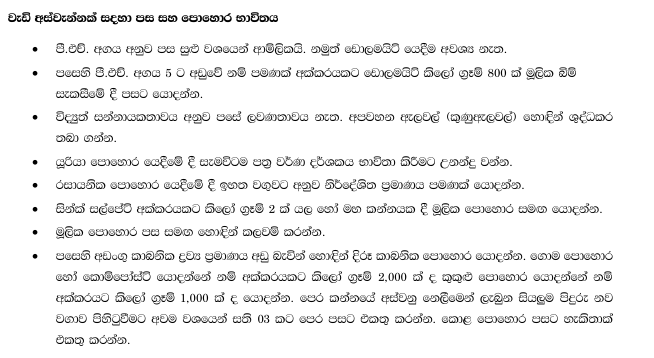 වැඩි අස්වැන්නක් සඳහා පස සහ පොහොර භාවිතය
• පී.එච්. අගය අනුව පස සුළු වශයෙන් ආම්ලිකයි. නමුත් ඩොලමයිට් යෙදීම අවශ්‍ය නැත.
• පසෙහි පී.එච්. අගය 5 ට අඩුවේ නම් පමණක් අක්කරයකට ඩොලමයිට් කිලෝ ග්‍රෑම් 800 ක් මූලික බිම්
සැකසීමේ දී පසට යොදන්න.
• විද්‍යුත් සන්නායකතාවය අනුව පසේ ලවණතාවය නැත. අපවහන ඇලවල් (කුණුඇලවල්) හොඳින් ශුද්ධකර
තබා ගන්න.
• යූරියා පොහොර යෙදීමේ දී සැමවිටම පත්‍ර වර්ණ දර්ශකය භාවිතා කිරීමට උනන්දු වන්න.
• රසායනික පොහොර යෙදීමේ දී ඉහත වගුවට අනුව නිර්දේශිත ප්‍රමාණය පමණක් යොදන්න.
• සින්ක් සල්පේට් අක්කරයකට කිලෝ ග්‍රෑම් 2 ක් යල හෝ මහ කන්නයක දී මූලික පොහොර සමඟ යොදන්න.
• මූලික පොහොර පස සමඟ හොඳින් කලවම් කරන්න.
• පසෙහි අඩංගු කාබනික ද්‍රව්‍ය ප්‍රමාණය අඩු බැවින් හොඳින් දිරූ කාබනික පොහොර යොදන්න. ගොම පොහොර
හෝ කොම්පෝස්ට් යොදන්නේ නම් අක්කරයකට කිලෝ ග්‍රෑම් 2,000 ක් ද කුකුළු පොහොර යොදන්නේ නම්
අක්කරයට කිලෝ ග්‍රෑම් 1,000 ක් ද යොදන්න. පෙර කන්නයේ අස්වනු නෙලීමෙන් ලැබුන සියලුම පිදුරු නව
වගාව පිහිටුවීමට අවම වශයෙන් සති 03 කට පෙර පසට එකතු කරන්න. කොළ පොහොර පසට හැකිතාක්
එකතු කරන්න.